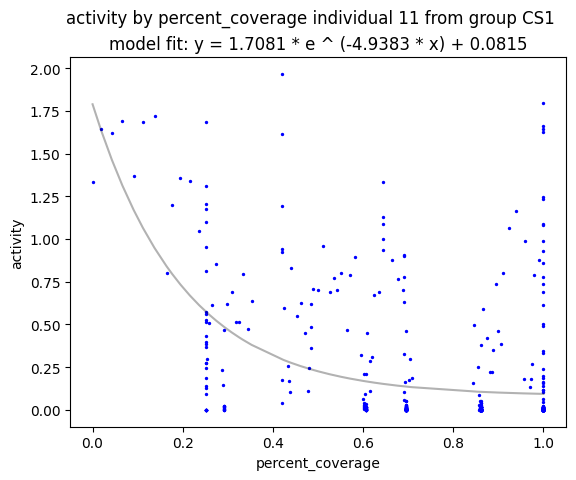 activity by percent_coverage individual 11 from group CS1
model fit: y = 1.7081 * e ^ (-4.9383 * x) + 0.0815
2.00
1.75
1.50
1.25
1.00
0.75
0.50
0.25
0.00
activity
0.0 0.2 0.4 0.6 0.8 1.0
percent_coverage